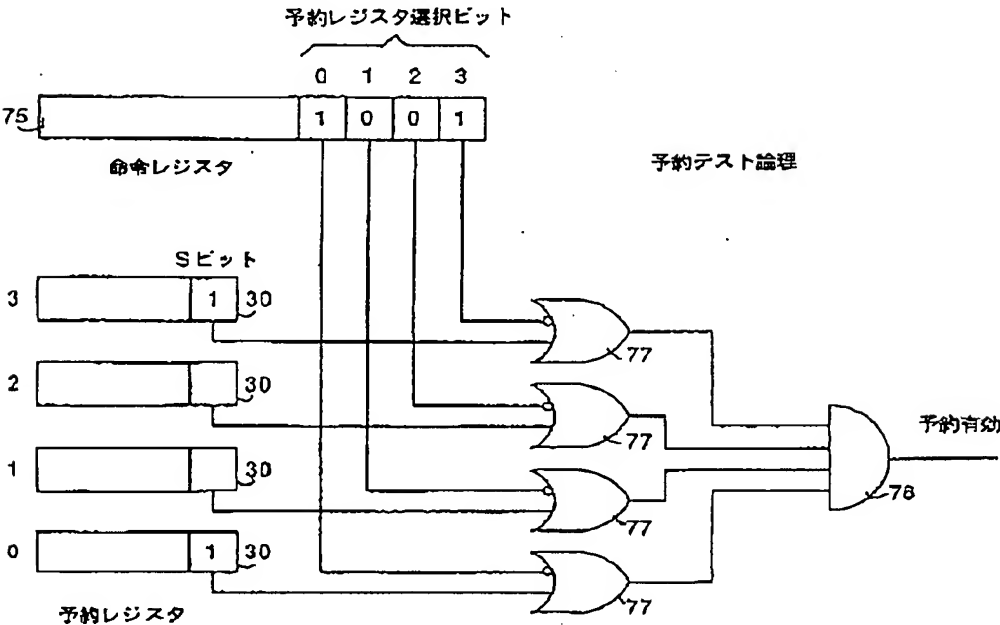 予約レジスタ選択ビット
0 1 2 3
75 1 0 0 1
命令レジスタ
予約テスト論理
Sビット
3 1 30
77
2 30
77
予約有効
78
1 30
77
0 1 30
77
予約レジスタ